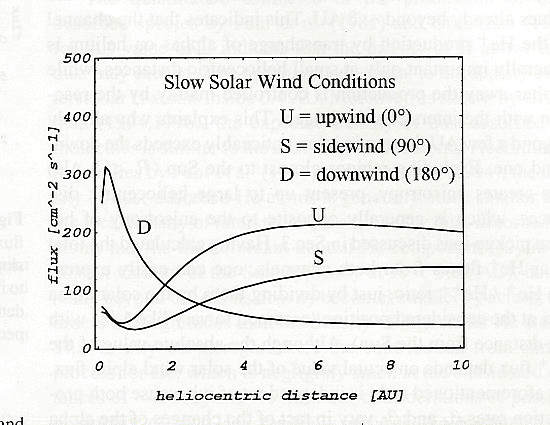 Slow Solar Wind Conditions
U = upwind (0°)
S = sidewind (90°)
D = downwind (180°)
flux [cm^-2 s^-1]
500
400
300
200
100
0
D
U
S
0
2
4
6
8
10
heliocentric distance [AU]
and